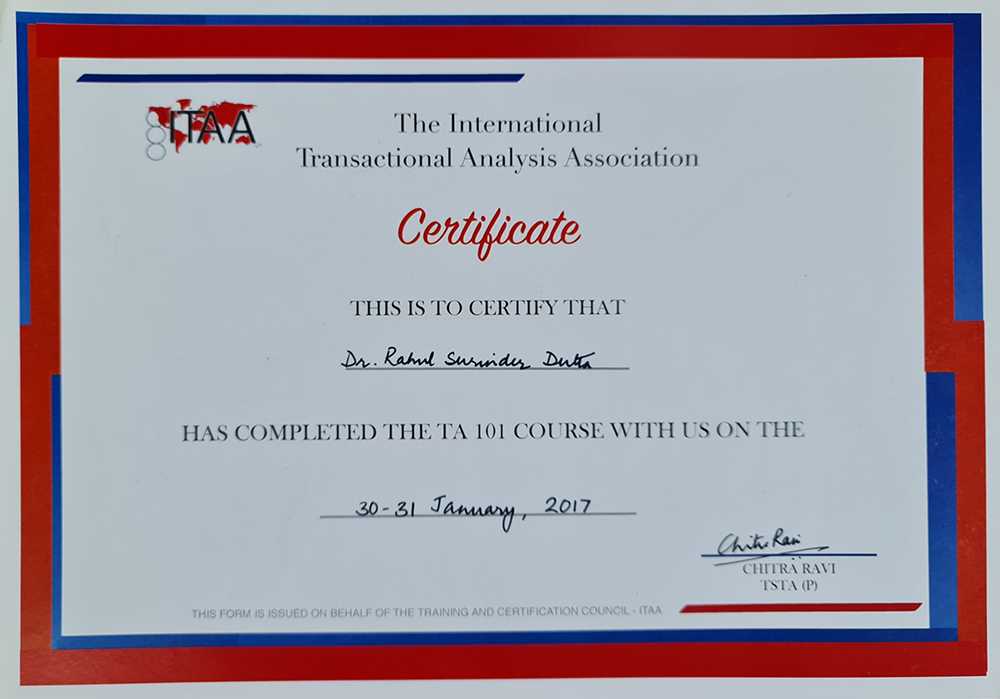 ITAA
The International
Transactional Analysis Association
Certificate
THIS IS TO CERTIFY THAT
Dr. Rahul Surinder Dutta
HAS COMPLETED THE TA 101 COURSE WITH US ON THE
30-31 January, 2017
Chitra Ravi
CHITRA RAVI
TSTA (P)
THIS FORM IS ISSUED ON BEHALF OF THE TRAINING AND CERTIFICATION COUNCIL - ITAA